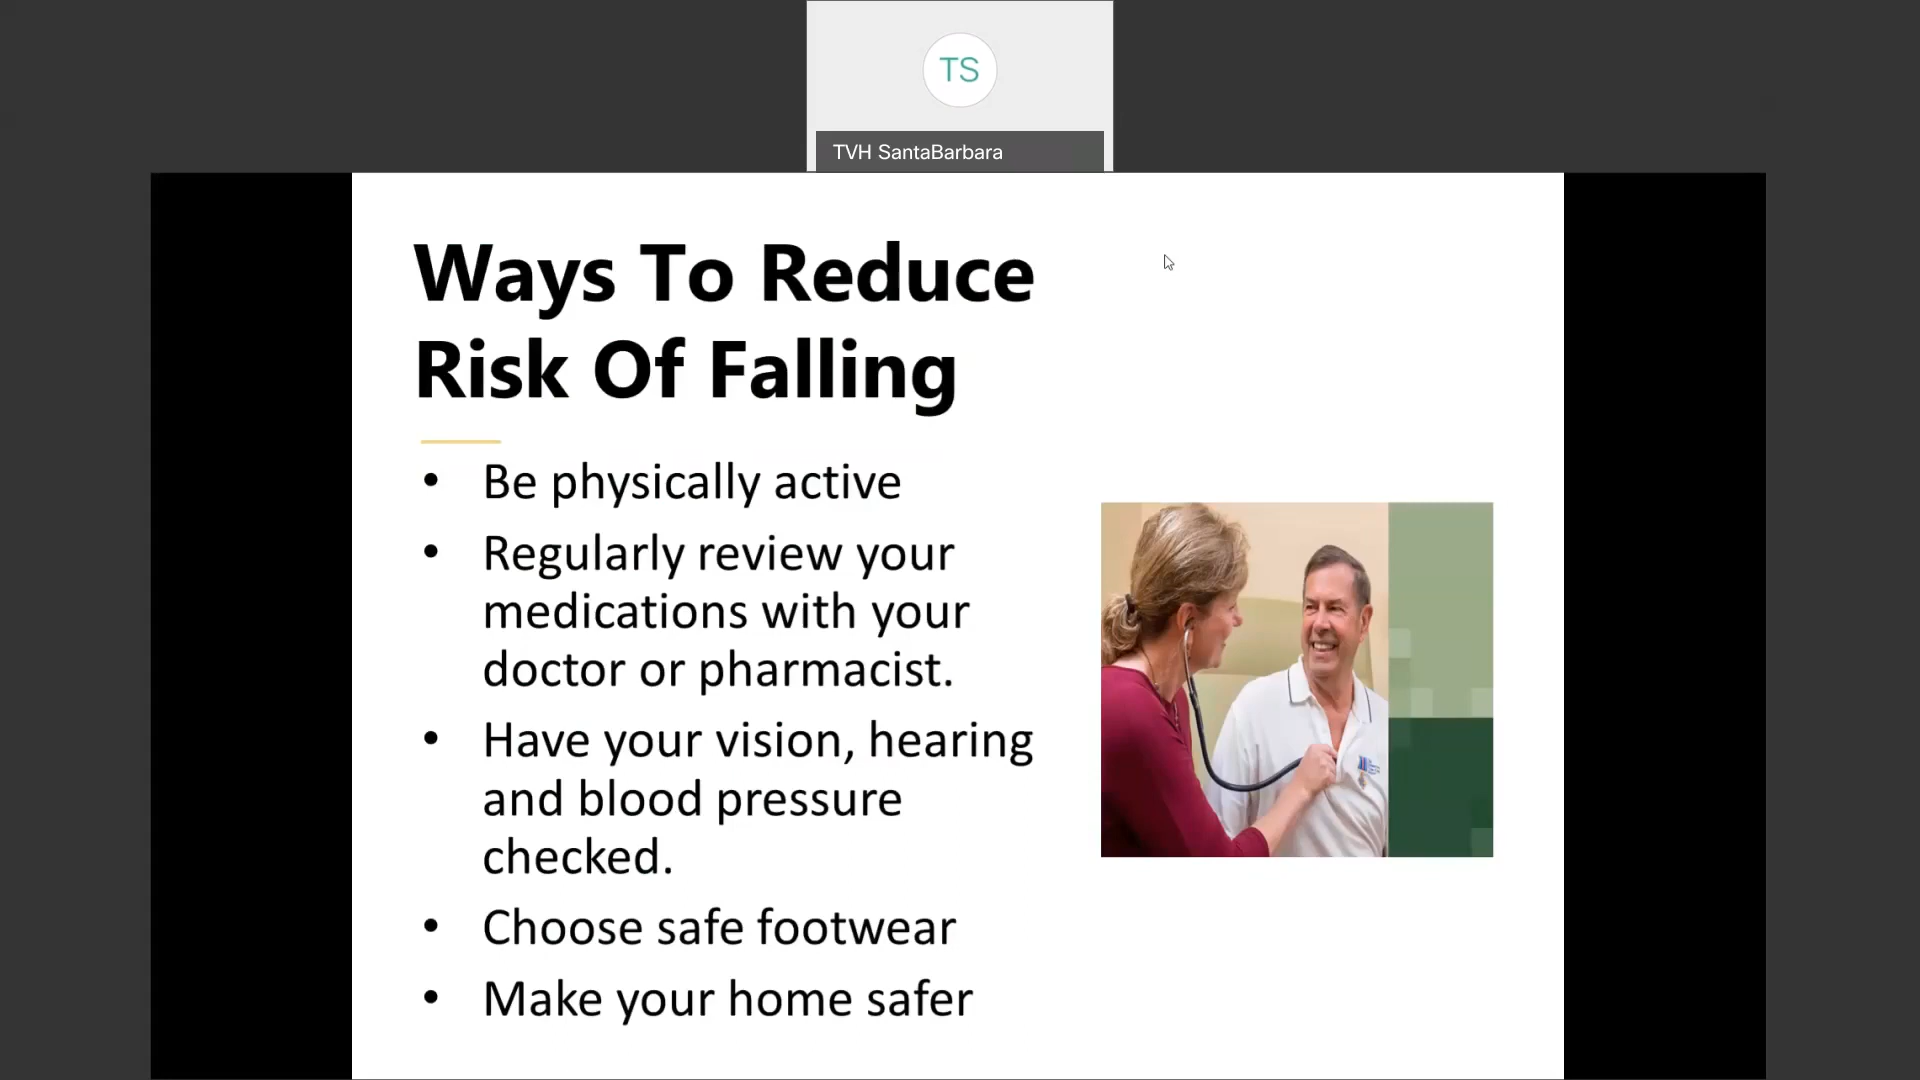 TS
TVH SantaBarbara
Ways To Reduce
Risk Of Falling
• Be physically active
• Regularly review your
medications with your
doctor or pharmacist.
• Have your vision, hearing
and blood pressure
checked.
• Choose safe footwear
• Make your home safer